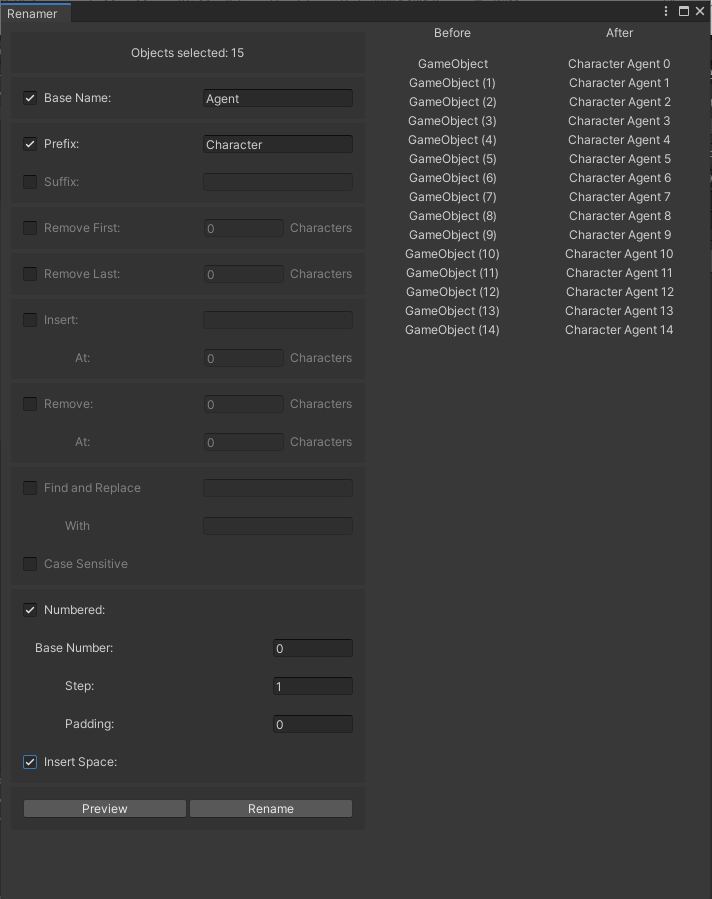 Renamer
Objects selected: 15
Base Name: Agent
Prefix: Character
Suffix:
Remove First: 0 Characters
Remove Last: 0 Characters
Insert:
At: 0 Characters
Remove: 0 Characters
At: 0 Characters
Find and Replace
With
Case Sensitive
Numbered:
Base Number: 0
Step: 1
Padding: 0
Insert Space:
Preview Rename
Before After
GameObject Character Agent 0
GameObject (1) Character Agent 1
GameObject (2) Character Agent 2
GameObject (3) Character Agent 3
GameObject (4) Character Agent 4
GameObject (5) Character Agent 5
GameObject (6) Character Agent 6
GameObject (7) Character Agent 7
GameObject (8) Character Agent 8
GameObject (9) Character Agent 9
GameObject (10) Character Agent 10
GameObject (11) Character Agent 11
GameObject (12) Character Agent 12
GameObject (13) Character Agent 13
GameObject (14) Character Agent 14